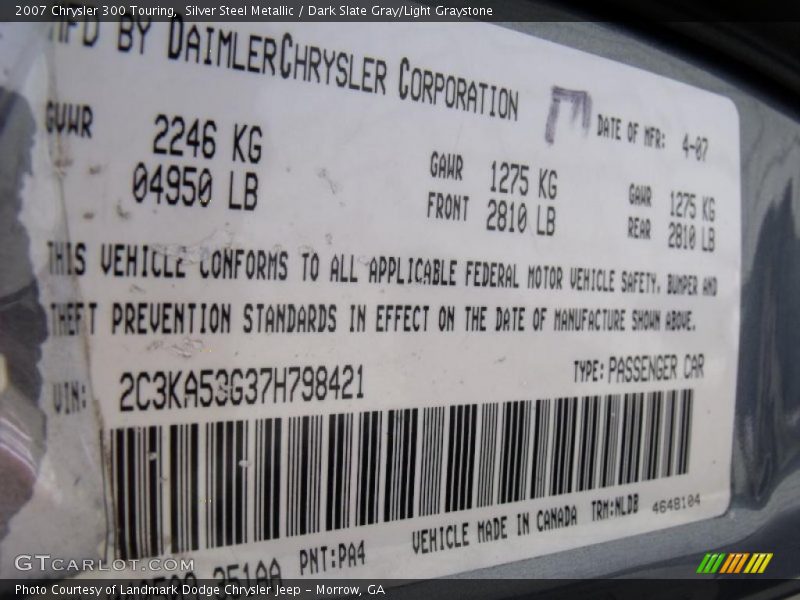 2007 Chrysler 300 Touring, Silver Steel Metallic / Dark Slate Gray/Light Graystone
MFD BY DAIMLERCHRYSLER CORPORATION
DATE OF MFR: 4-07
GVWR 2246 KG
04950 LB
GAWR FRONT 1275 KG
2810 LB
GAWR REAR 1275 KG
2810 LB
THIS VEHICLE CONFORMS TO ALL APPLICABLE FEDERAL MOTOR VEHICLE SAFETY, BUMPER AND
THEFT PREVENTION STANDARDS IN EFFECT ON THE DATE OF MANUFACTURE SHOWN ABOVE.
VIN: 2C3KA53G37H798421
TYPE: PASSENGER CAR
PNT:PA4
VEHICLE MADE IN CANADA
TRM:NLDB
4648104
351AA
GTCARLOT.COM
Photo Courtesy of Landmark Dodge Chrysler Jeep – Morrow, GA